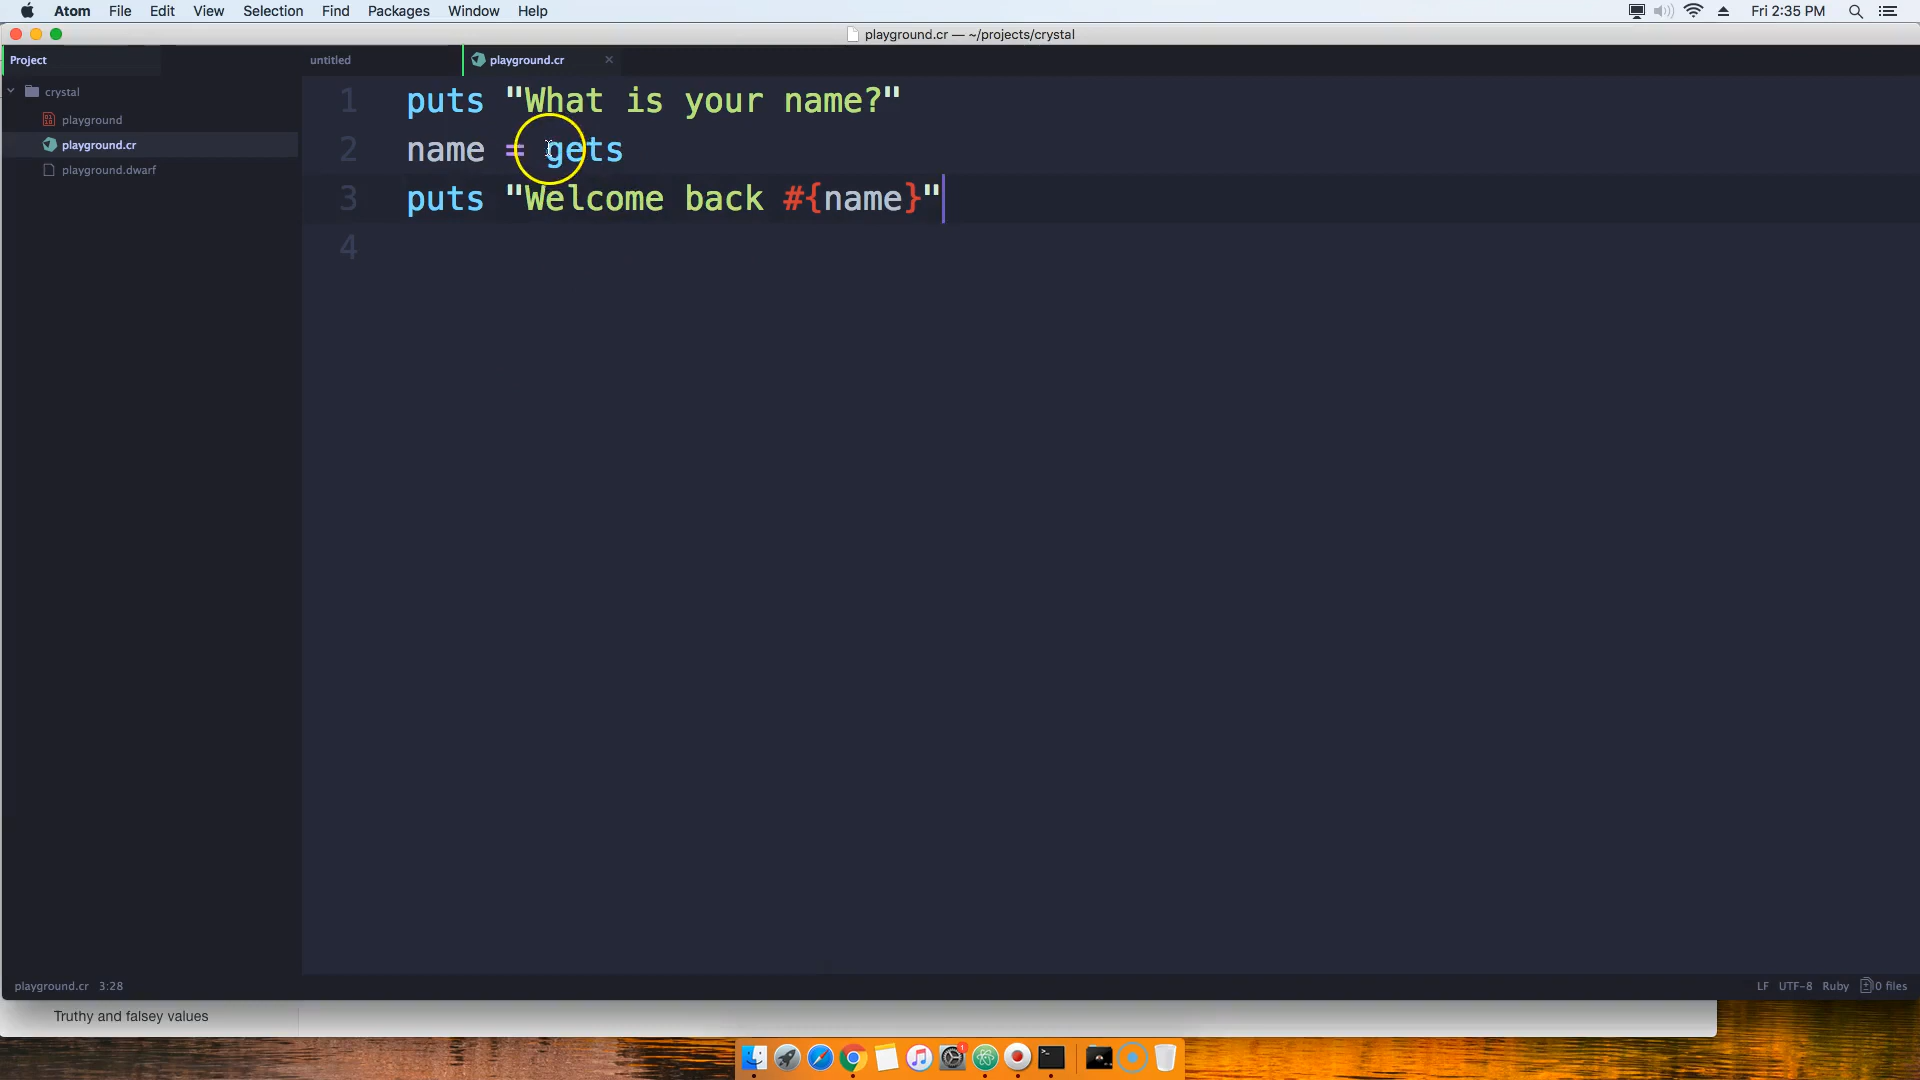 Atom File Edit View Selection Find Packages Window Help
Fri 2:35 PM
playground.cr — ~/projects/crystal
Project
untitled
playground.cr
crystal
playground
playground.cr
playground.dwarf
1 puts "What is your name?"
2 name = gets
3 puts "Welcome back #{name}"
4
playground.cr 3:28
LF UTF-8 Ruby 0 files
Truthy and falsey values